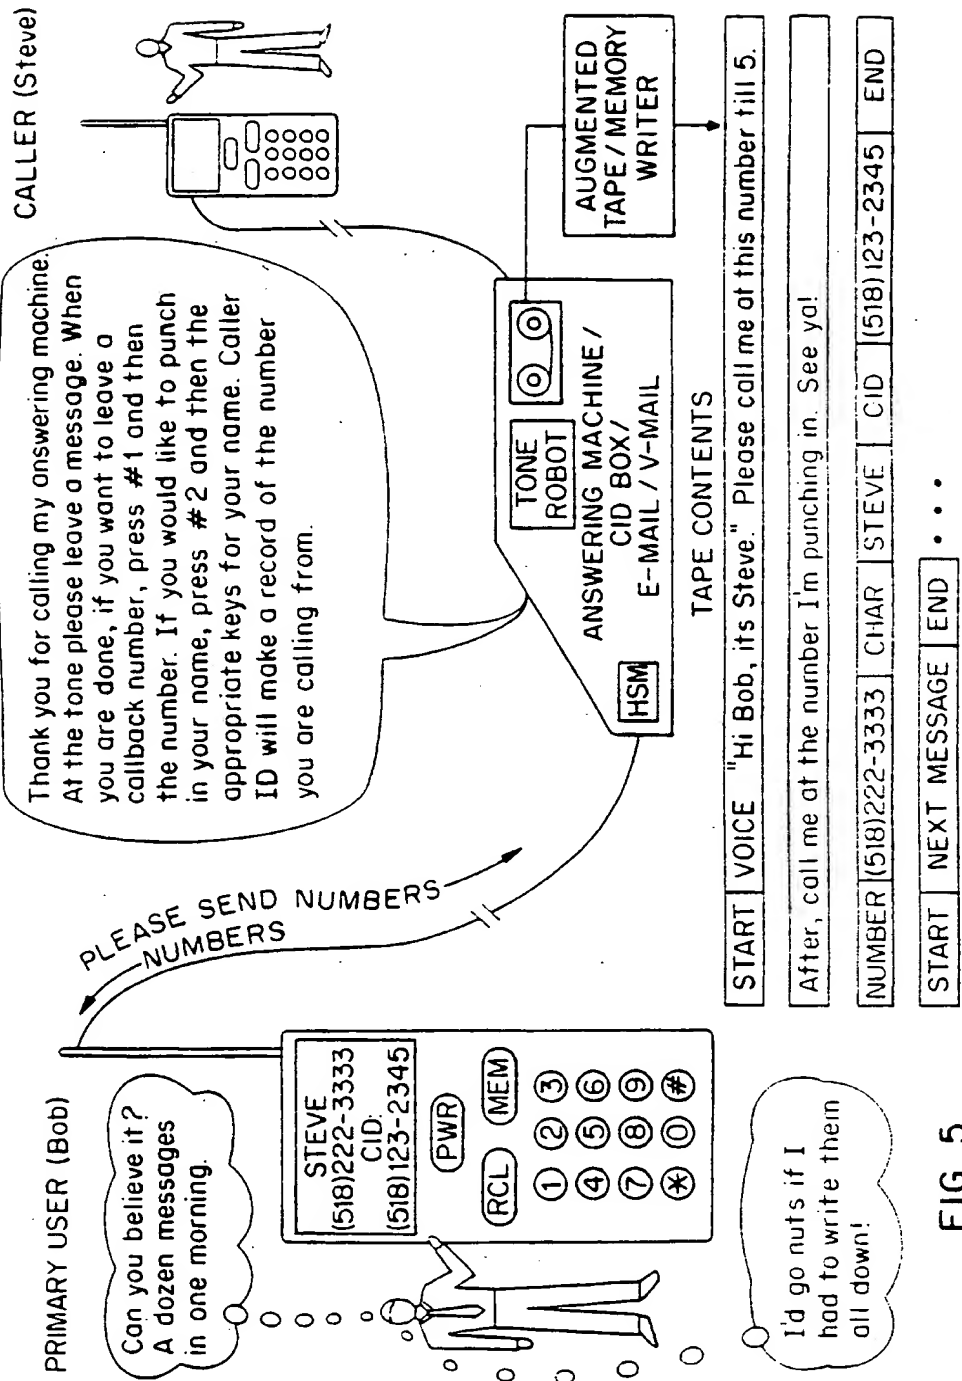 PRIMARY USER (Bob)
CALLER (Steve)
Can you believe it?
A dozen messages
in one morning.
Thank you for calling my answering machine.
At the tone please leave a message. When
you are done, if you want to leave a
callback number, press #1 and then
the number. If you would like to punch
in your name, press #2 and then the
appropriate keys for your name. Caller
ID will make a record of the number
you are calling from.
PLEASE SEND NUMBERS
NUMBERS
STEVE
(518)222-3333
CID:
(518)123-2345
PWR
RCL MEM
1 2 3
4 5 6
7 8 9
* 0 #
I'd go nuts if I
had to write them
all down!
HSM
TONE
ROBOT
ANSWERING MACHINE/
CID BOX/
E-MAIL / V-MAIL
AUGMENTED
TAPE/MEMORY
WRITER
TAPE CONTENTS
START VOICE "Hi Bob, its Steve." Please call me at this number till 5.
After, call me at the number I'm punching in. See ya!
NUMBER (518)222-3333 CHAR STEVE CID (518)123-2345 END
START NEXT MESSAGE END • • •
FIG. 5